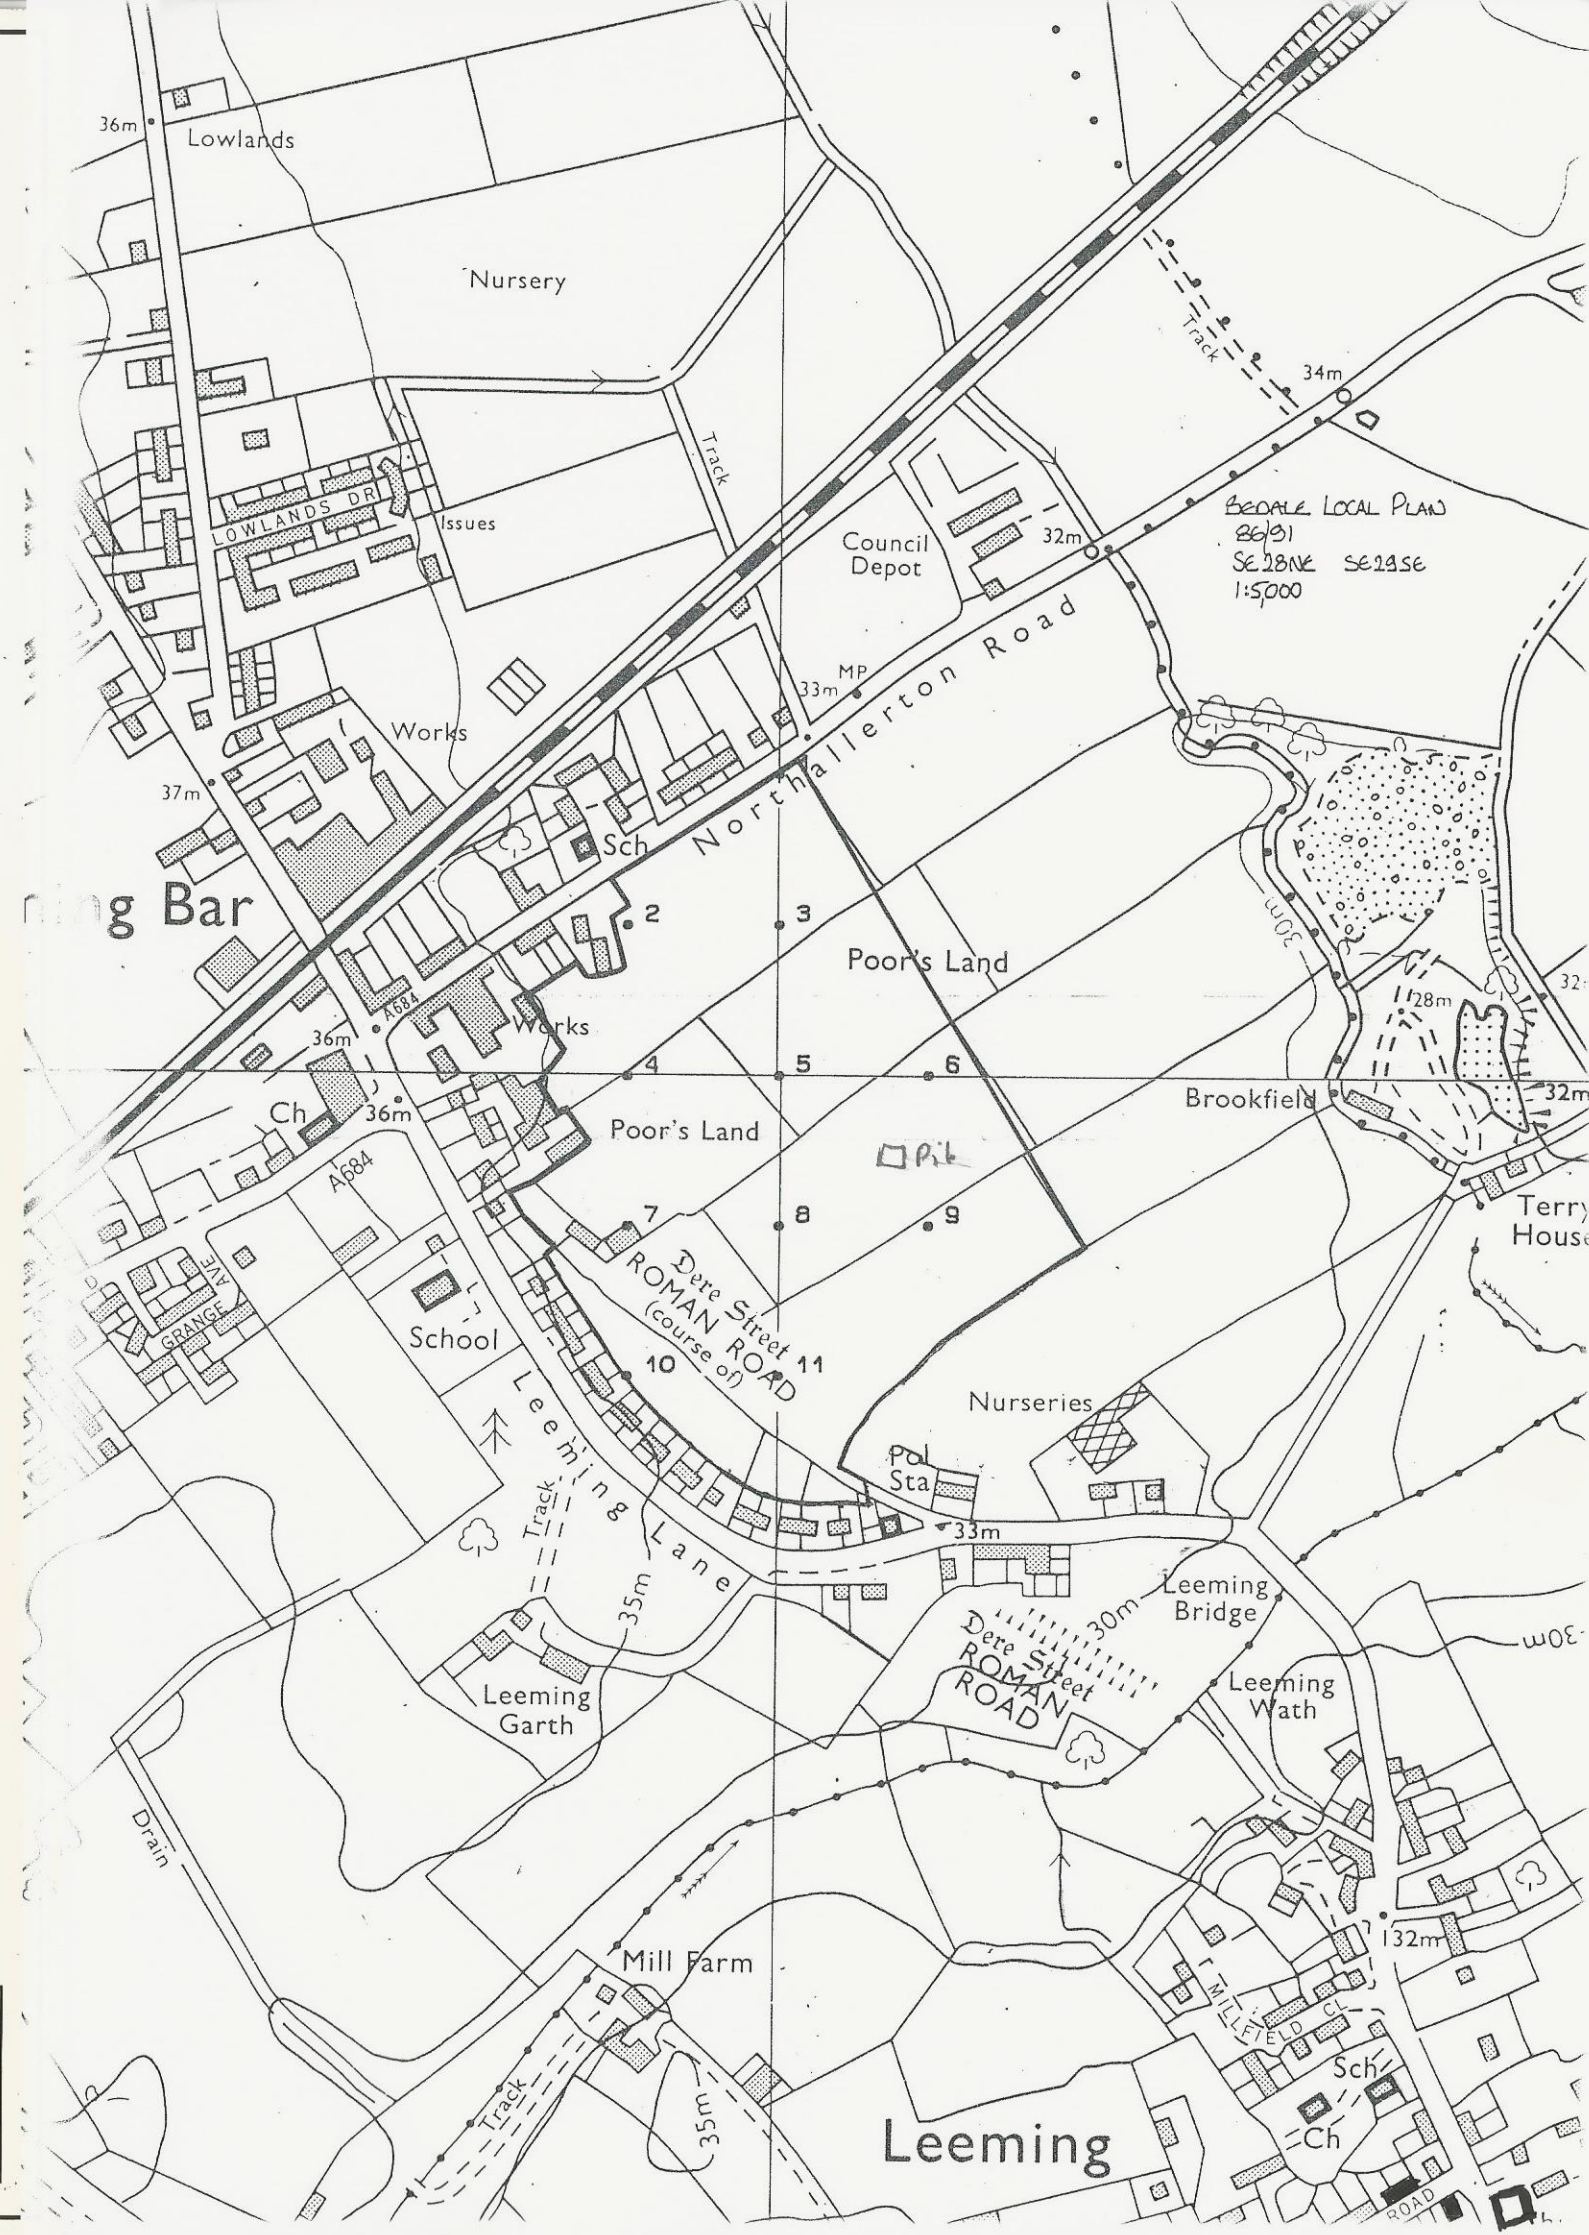 36m
Lowlands
Nursery
Track
34m
Track
LOWLANDS DR
Issues
Council
Depot
32m
BEDALE LOCAL PLAN
86/91
SE28NE SE29SE
1:5,000
Northallerton Road
MP
33m
Works
37m
Sch
ng Bar
2
3
Poor's Land
30m
28m
32
A684
Works
36m
4
5
6
Brookfield
32m
Ch
36m
Poor's Land
Pit
A684
7
8
9
Terry
House
Dere Street
ROMAN ROAD
(course of)
GRANGE AVE
School
10
11
Leeming Lane
Nurseries
Pol
Sta
Track
33m
35m
Leeming
Bridge
30m
30m
Dere Street
ROMAN
ROAD
Leeming
Garth
Leeming
Wath
Drain
Mill Farm
132m
MILLFIELD CL
Track
35m
Sch
Leeming
Ch
ROAD